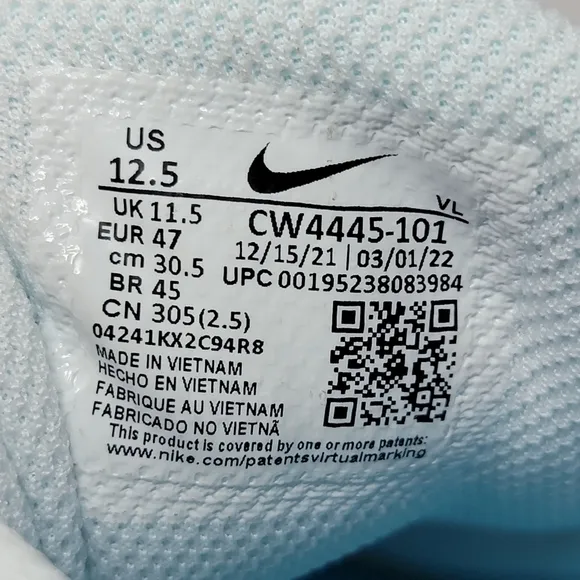 US
12.5
VL
UK 11.5
CW4445-101
EUR 47
12/15/21 | 03/01/22
cm 30.5
UPC 00195238083984
BR 45
CN 305(2.5)
04241KX2C94R8
MADE IN VIETNAM
HECHO EN VIETNAM
FABRIQUE AU VIETNAM
FABRICADO NO VIETNÃ
This product is covered by one or more patents:
www.nike.com/patentsvirtualmarking